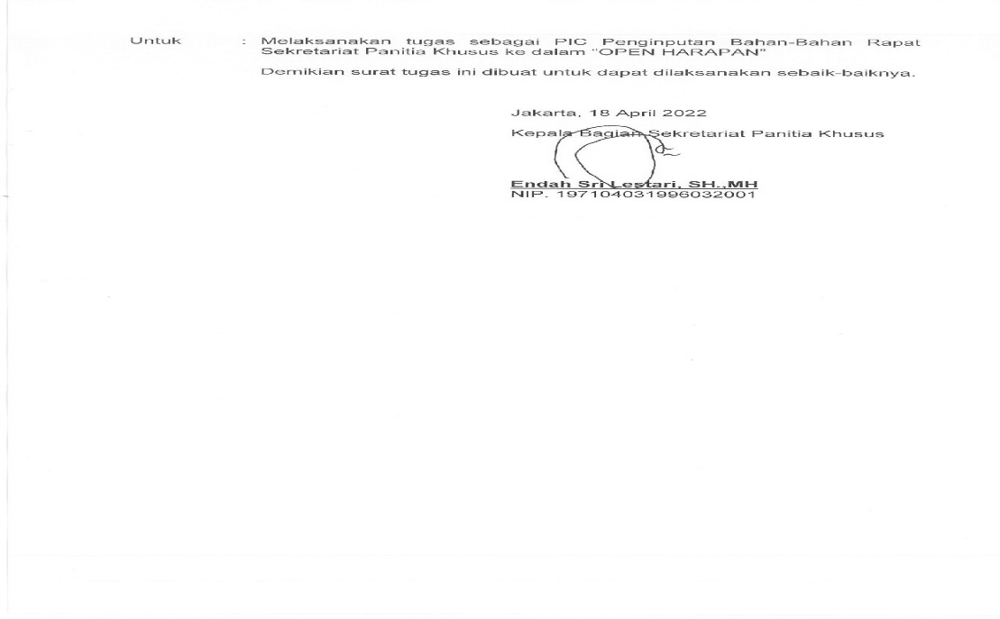 Untuk : Melaksanakan tugas sebagai PIC Penginputan Bahan-Bahan Rapat
Sekretariat Panitia Khusus ke dalam "OPEN HARAPAN"
Demikian surat tugas ini dibuat untuk dapat dilaksanakan sebaik-baiknya.
Jakarta, 18 April 2022
Kepala Bagian Sekretariat Panitia Khusus
Endah Sri Lestari, SH.,MH
NIP. 197104031996032001